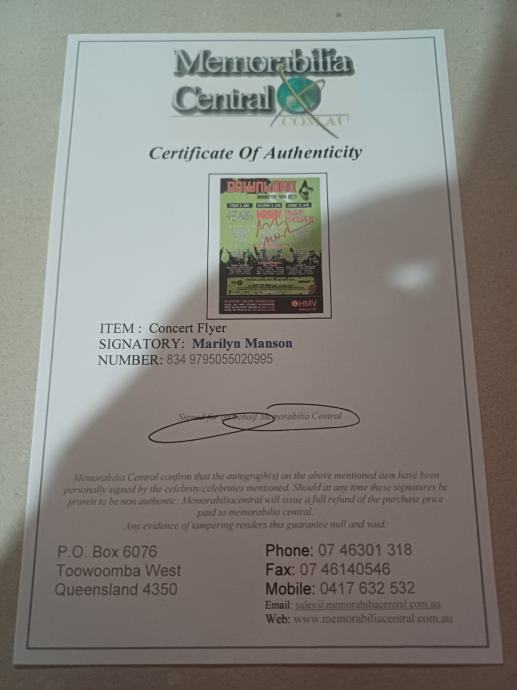 Memorabilia
Central
.COM.AU
Certificate Of Authenticity
DOWNLOAD
HMV
ITEM : Concert Flyer
SIGNATORY: Marilyn Manson
NUMBER: 834 9795055020995
Signed for on behalf Memorabilia Central
Memorabilia Central confirm that the autograph(s) on the above mentioned item have been
personally signed by the celebrity/celebrities mentioned. Should at any time these signatures be
proven to be non authentic. Memorabiliacentral will issue a full refund of the purchase price
paid to memorabilia central.
Any evidence of tampering renders this guarantee null and void.
P.O. Box 6076
Toowoomba West
Queensland 4350
Phone: 07 46301 318
Fax: 07 46140546
Mobile: 0417 632 532
Email: sales@memorabiliacentral.com.au
Web: www.memorabiliacentral.com.au